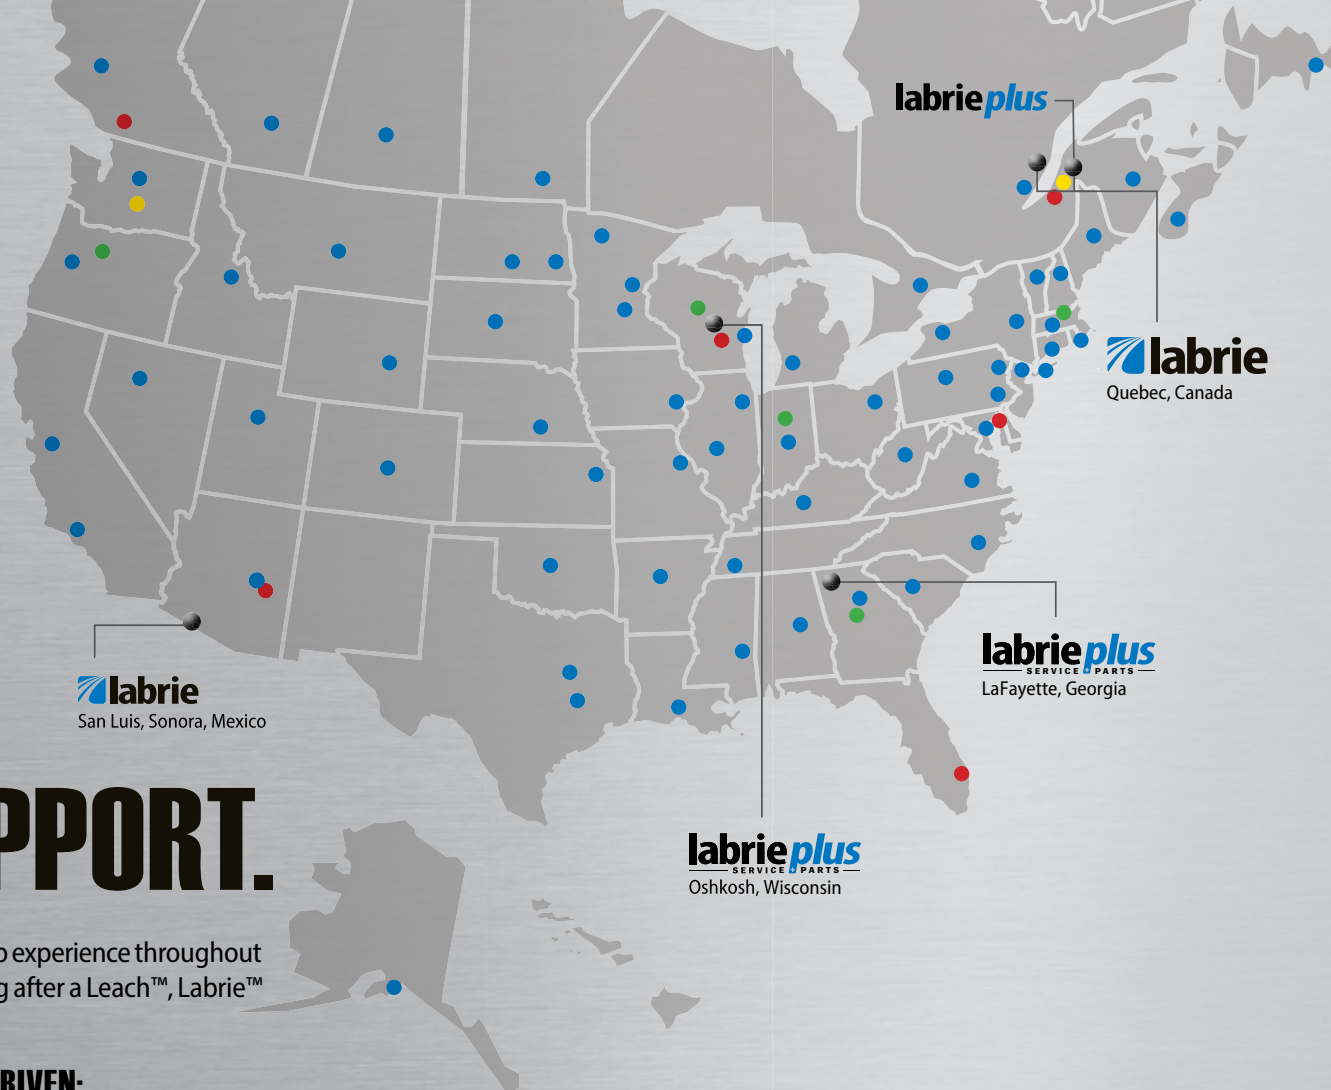 labrie plus
labrie
Quebec, Canada
labrie plus
SERVICE + PARTS
LaFayette, Georgia
labrie
San Luis, Sonora, Mexico
PPORT.
labrie plus
SERVICE + PARTS
Oshkosh, Wisconsin
experience throughout
after a Leach™, Labrie™
RIVEN: